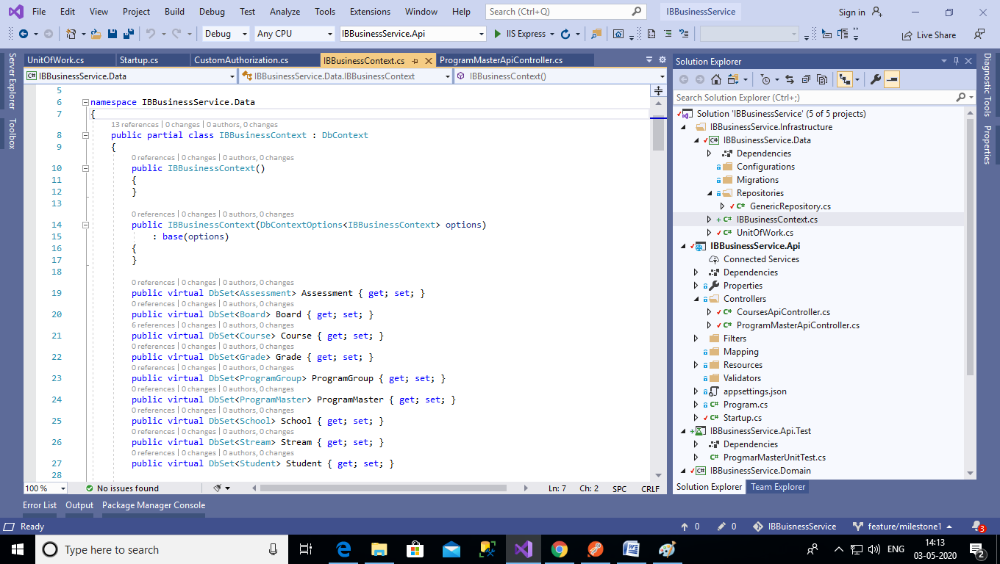 File Edit View Project Build Debug Test Analyze Tools Extensions Window Help Search (Ctrl+Q) IBBusinessService Sign in
Debug Any CPU IBBusinessService.Api IIS Express Live Share
UnitOfWork.cs Startup.cs CustomAuthorization.cs IBBusinessContext.cs ProgramMasterApiController.cs
IBBusinessService.Data IBBusinessService.Data.IBBusinessContext IBBusinessContext()
Server Explorer
Toolbox
5
6 namespace IBBusinessService.Data
7 {
13 references | 0 changes | 0 authors, 0 changes
8 public partial class IBBusinessContext : DbContext
9 {
0 references | 0 changes | 0 authors, 0 changes
10 public IBBusinessContext()
11 {
12 }
13
0 references | 0 changes | 0 authors, 0 changes
14 public IBBusinessContext(DbContextOptions<IBBusinessContext> options)
15 : base(options)
16 {
17 }
18
0 references | 0 changes | 0 authors, 0 changes
19 public virtual DbSet<Assessment> Assessment { get; set; }
0 references | 0 changes | 0 authors, 0 changes
20 public virtual DbSet<Board> Board { get; set; }
6 references | 0 changes | 0 authors, 0 changes
21 public virtual DbSet<Course> Course { get; set; }
0 references | 0 changes | 0 authors, 0 changes
22 public virtual DbSet<Grade> Grade { get; set; }
0 references | 0 changes | 0 authors, 0 changes
23 public virtual DbSet<ProgramGroup> ProgramGroup { get; set; }
0 references | 0 changes | 0 authors, 0 changes
24 public virtual DbSet<ProgramMaster> ProgramMaster { get; set; }
0 references | 0 changes | 0 authors, 0 changes
25 public virtual DbSet<School> School { get; set; }
0 references | 0 changes | 0 authors, 0 changes
26 public virtual DbSet<Stream> Stream { get; set; }
0 references | 0 changes | 0 authors, 0 changes
27 public virtual DbSet<Student> Student { get; set; }
28
100 % No issues found Ln: 7 Ch: 2 SPC CRLF
Solution Explorer
Search Solution Explorer (Ctrl+;)
Solution 'IBBusinessService' (5 of 5 projects)
IBBusinessService.Infrastructure
C# IBBusinessService.Data
Dependencies
Configurations
Migrations
Repositories
C# GenericRepository.cs
C# IBBusinessContext.cs
C# UnitOfWork.cs
IBBusinessService.Api
Connected Services
Dependencies
Properties
Controllers
C# CoursesApiController.cs
C# ProgramMasterApiController.cs
Filters
Mapping
Resources
Validators
appsettings.json
C# Program.cs
C# Startup.cs
IBBusinessService.Api.Test
Dependencies
C# ProgmarMasterUnitTest.cs
C# IBBusinessService.Domain
Solution Explorer Team Explorer
Diagnostic Tools
Properties
Error List Output Package Manager Console
Ready 0 0 IBBuisnessService feature/milestone1 3
Type here to search ENG 14:13
03-05-2020 2